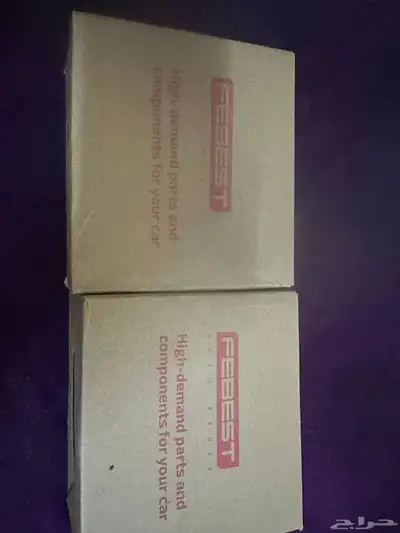 FEBEST
High-demand parts and
components for your car
FEBEST
AUTO PARTS
High-demand parts and
components for your car
حراج